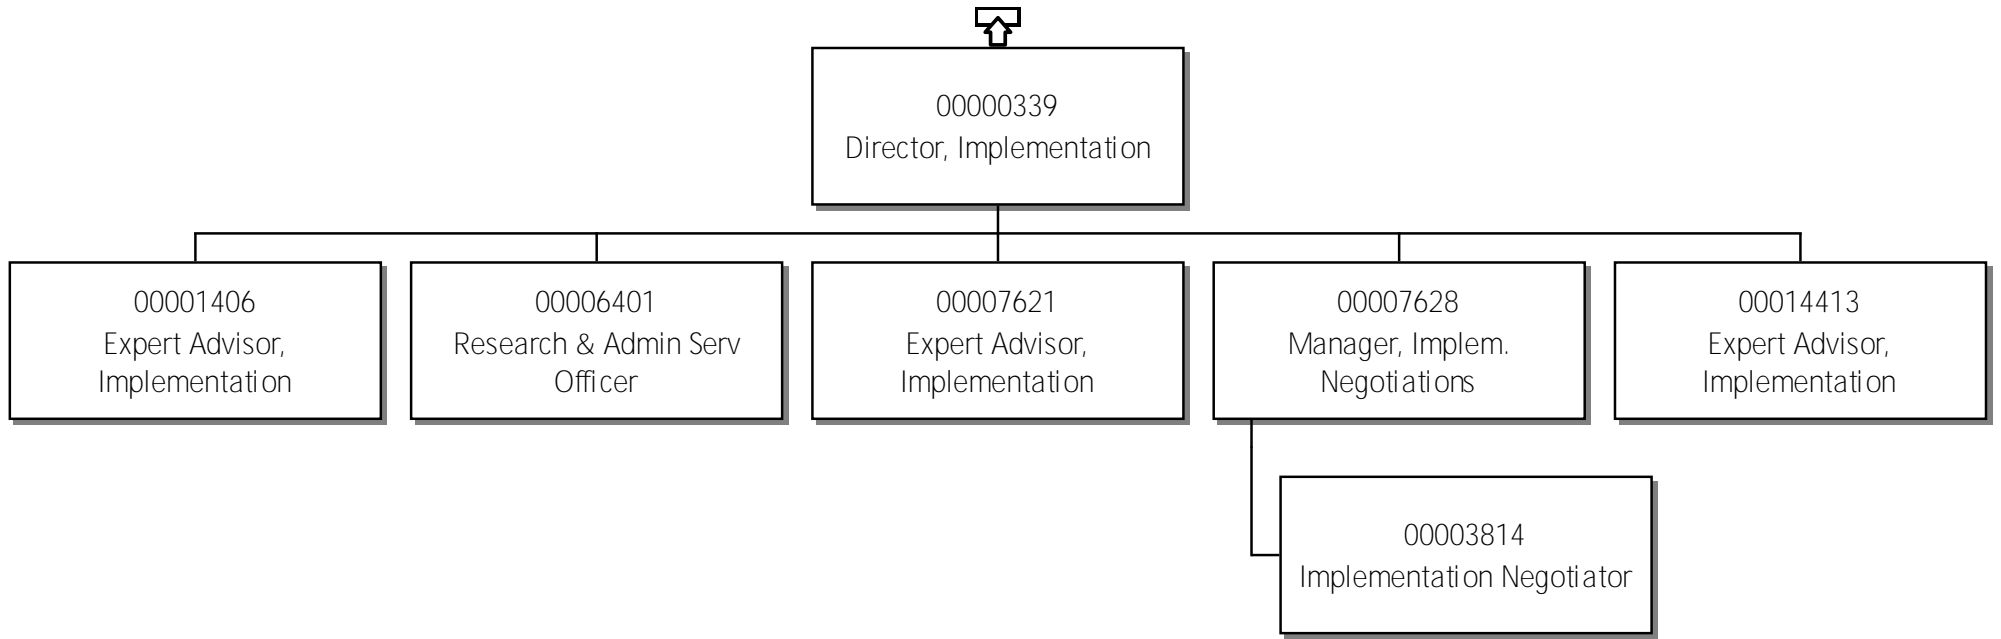 00000339
Director, Implementation
00001406
Expert Advisor,
Implementation
00006401
Research & Admin Serv
Officer
00007621
Expert Advisor,
Implementation
00007628
Manager, Implem.
Negotiations
00014413
Expert Advisor,
Implementation
00003814
Implementation Negotiator